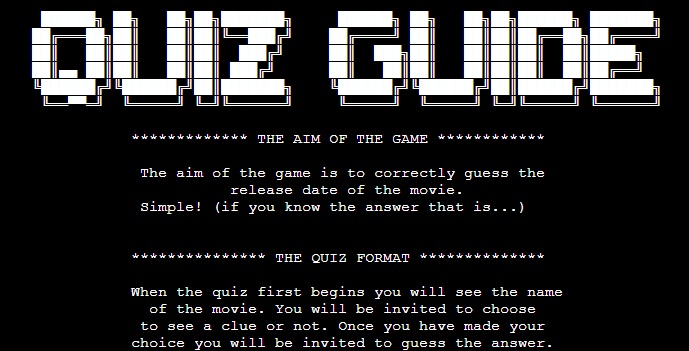 QUIZ GUIDE
************* THE AIM OF THE GAME ************
The aim of the game is to correctly guess the
release date of the movie.
Simple! (if you know the answer that is...)
*************** THE QUIZ FORMAT **************
When the quiz first begins you will see the name
of the movie. You will be invited to choose
to see a clue or not. Once you have made your
choice you will be invited to guess the answer.